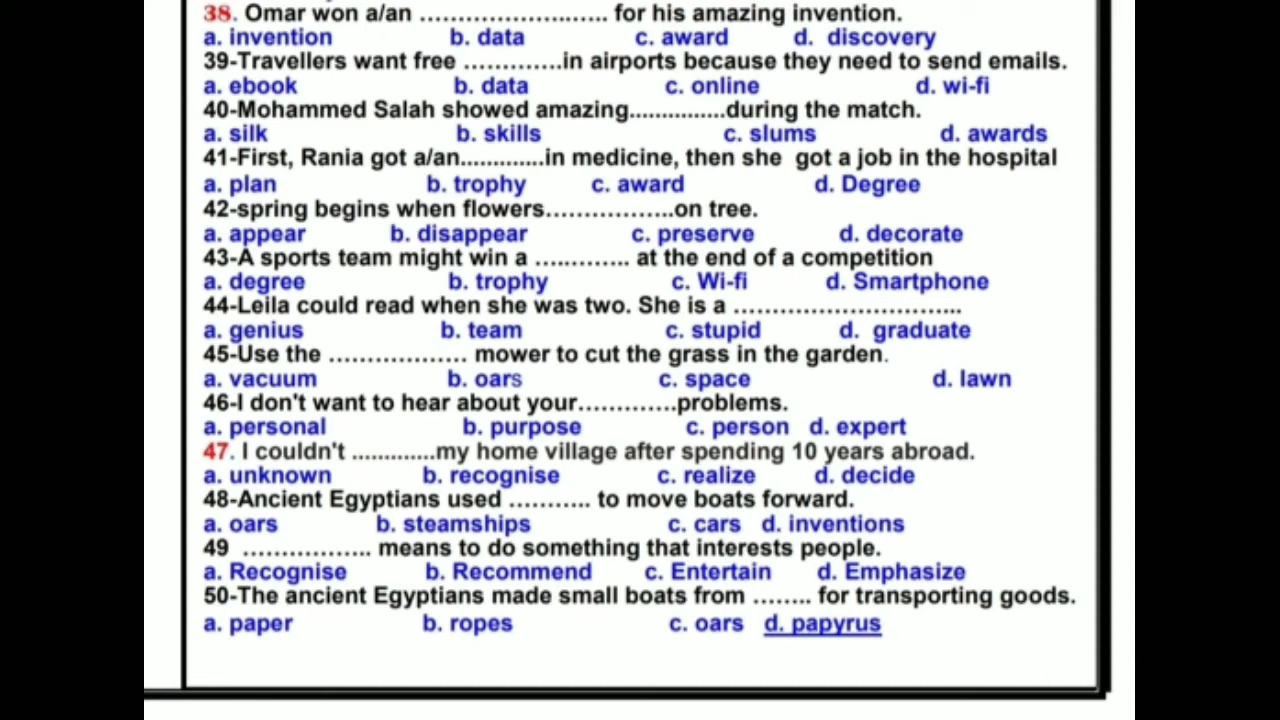 38. Omar won a/an ........................... for his amazing invention.
a. invention b. data c. award d. discovery
39-Travellers want free .............in airports because they need to send emails.
a. ebook b. data c. online d. wi-fi
40-Mohammed Salah showed amazing...............during the match.
a. silk b. skills c. slums d. awards
41-First, Rania got a/an.............in medicine, then she got a job in the hospital
a. plan b. trophy c. award d. Degree
42-spring begins when flowers.................on tree.
a. appear b. disappear c. preserve d. decorate
43-A sports team might win a ............. at the end of a competition
a. degree b. trophy c. Wi-fi d. Smartphone
44-Leila could read when she was two. She is a ..............................
a. genius b. team c. stupid d. graduate
45-Use the .................. mower to cut the grass in the garden.
a. vacuum b. oars c. space d. lawn
46-I don't want to hear about your.............problems.
a. personal b. purpose c. person d. expert
47. I couldn't .............my home village after spending 10 years abroad.
a. unknown b. recognise c. realize d. decide
48-Ancient Egyptians used ........... to move boats forward.
a. oars b. steamships c. cars d. inventions
49 ................. means to do something that interests people.
a. Recognise b. Recommend c. Entertain d. Emphasize
50-The ancient Egyptians made small boats from ........ for transporting goods.
a. paper b. ropes c. oars d. papyrus